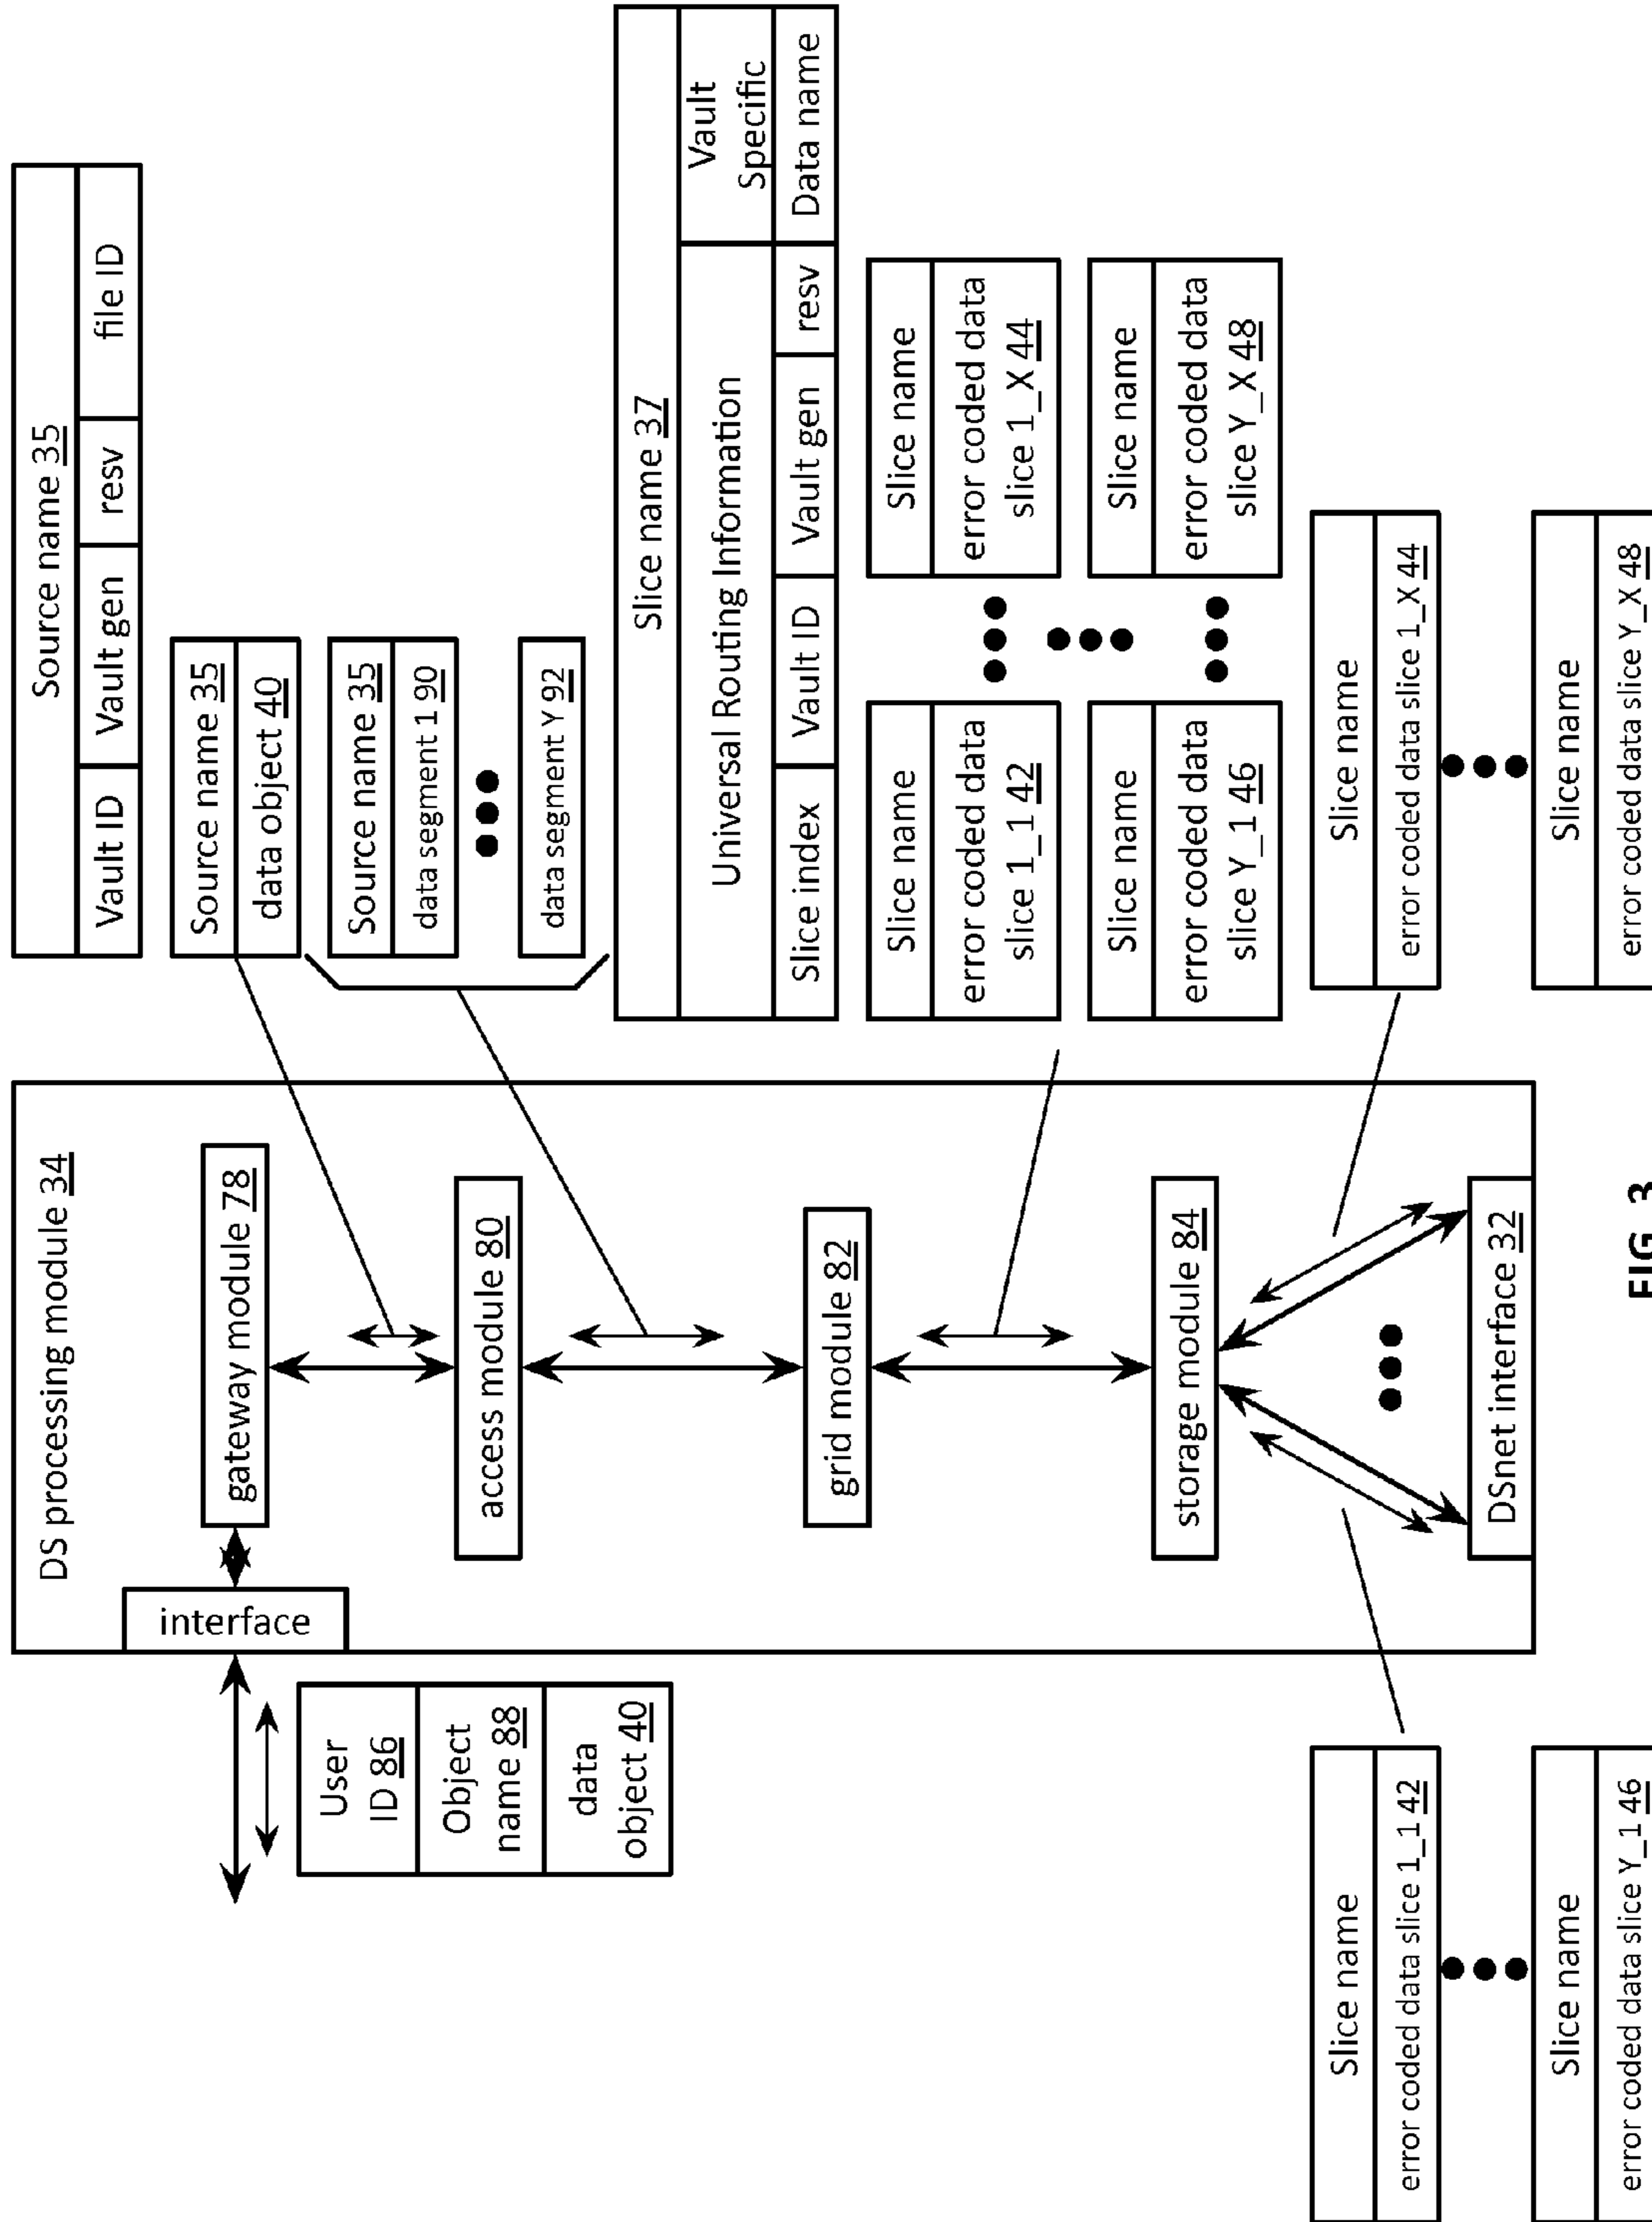 DS processing module 34
interface
gateway module 78
access module 80
grid module 82
storage module 84
DSnet interface 32
User
ID 86
Object
name 88
data
object 40
Source name 35
Vault ID
Vault gen
resv
file ID
Source name 35
data object 40
Source name 35
data segment 1 90
data segment Y 92
Slice name 37
Universal Routing Information
Vault
Specific
Slice index
Vault ID
Vault gen
resv
Data name
Slice name
error coded data
slice 1_1 42
Slice name
error coded data
slice 1_X 44
Slice name
error coded data
slice Y_1 46
Slice name
error coded data
slice Y_X 48
Slice name
error coded data slice 1_1 42
Slice name
error coded data slice Y_1 46
Slice name
error coded data slice 1_X 44
Slice name
error coded data slice Y_X 48
FIG. 3